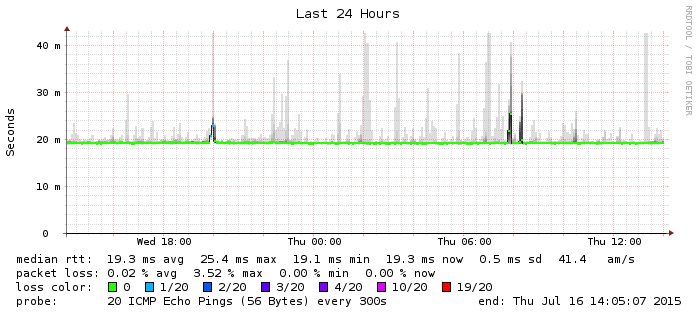 Last 24 Hours
RRDTOOL / TOBI OETIKER
Seconds
40 m
30 m
20 m
10 m
0
Wed 18:00 Thu 00:00 Thu 06:00 Thu 12:00
median rtt: 19.3 ms avg 25.4 ms max 19.1 ms min 19.3 ms now 0.5 ms sd 41.4 am/s
packet loss: 0.02 % avg 3.52 % max 0.00 % min 0.00 % now
loss color: 0 1/20 2/20 3/20 4/20 10/20 19/20
probe: 20 ICMP Echo Pings (56 Bytes) every 300s end: Thu Jul 16 14:05:07 2015